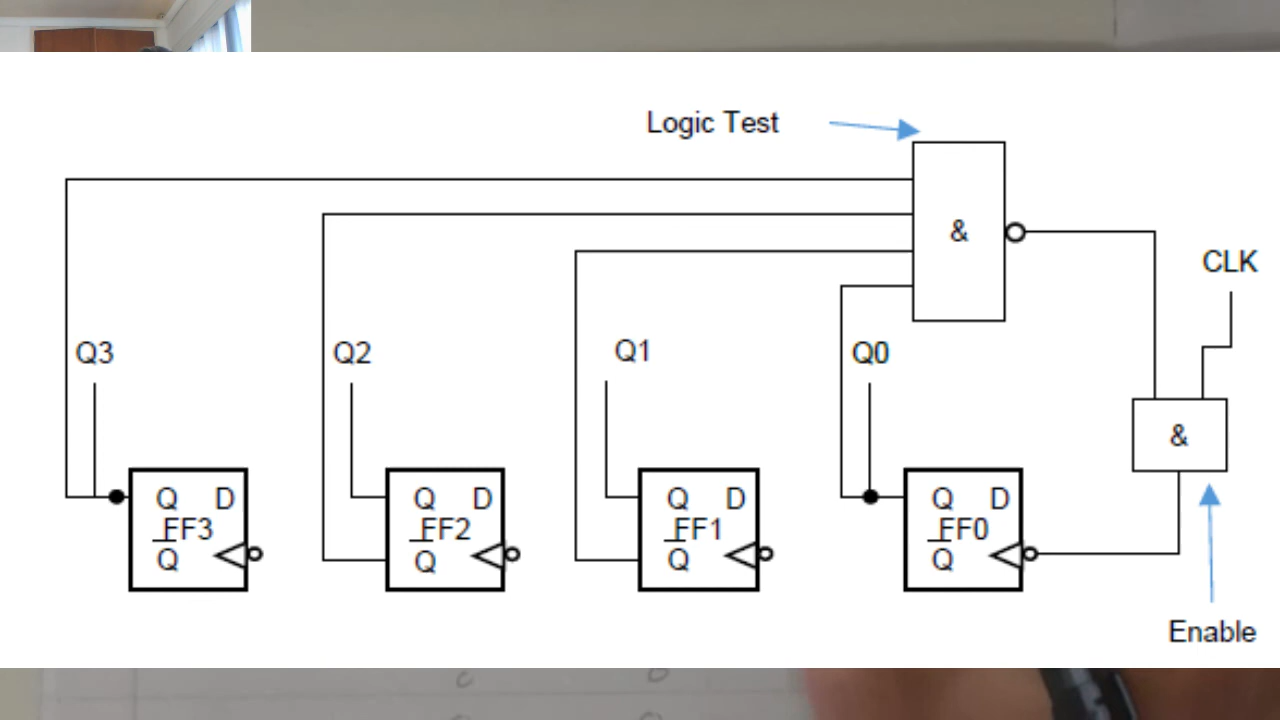 Logic Test
&
CLK
Q3
Q2
Q1
Q0
&
Q D
FF3
Q
Q D
FF2
Q
Q D
FF1
Q
Q D
FF0
Q
Enable